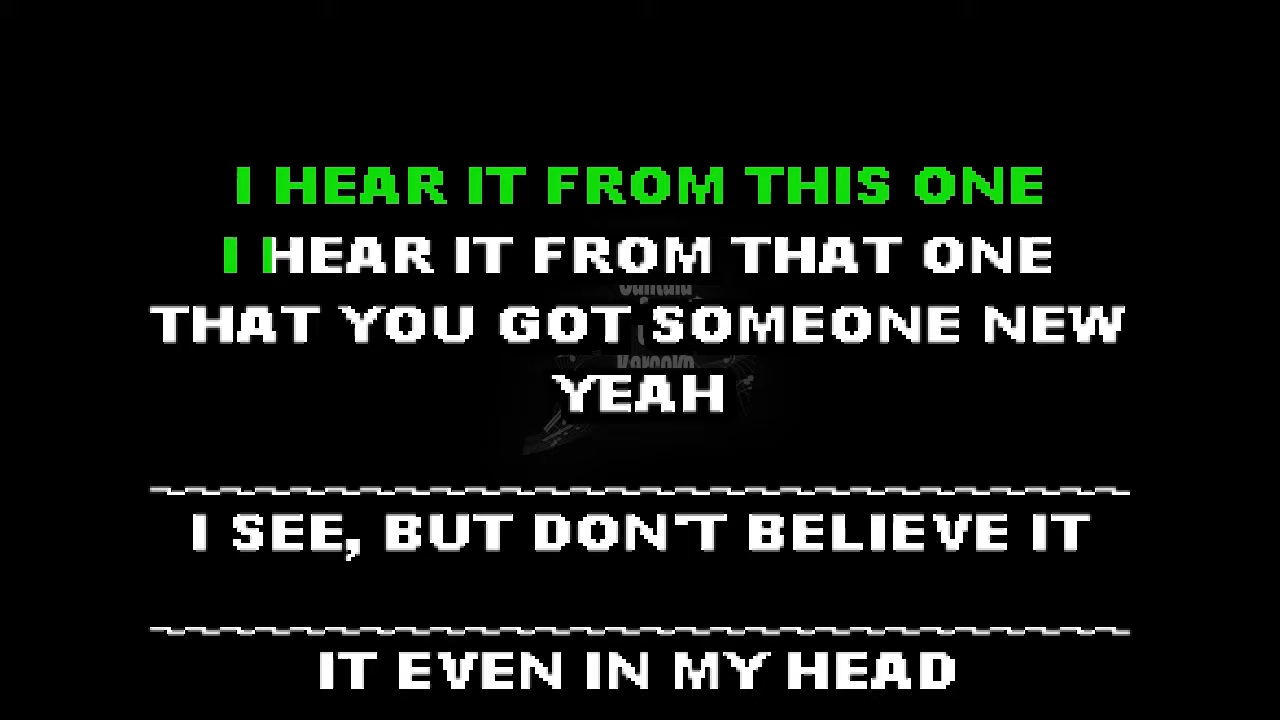 I HEAR IT FROM THIS ONE
I HEAR IT FROM THAT ONE
THAT YOU GOT SOMEONE NEW
YEAH
I SEE, BUT DON'T BELIEVE IT
IT EVEN IN MY HEAD